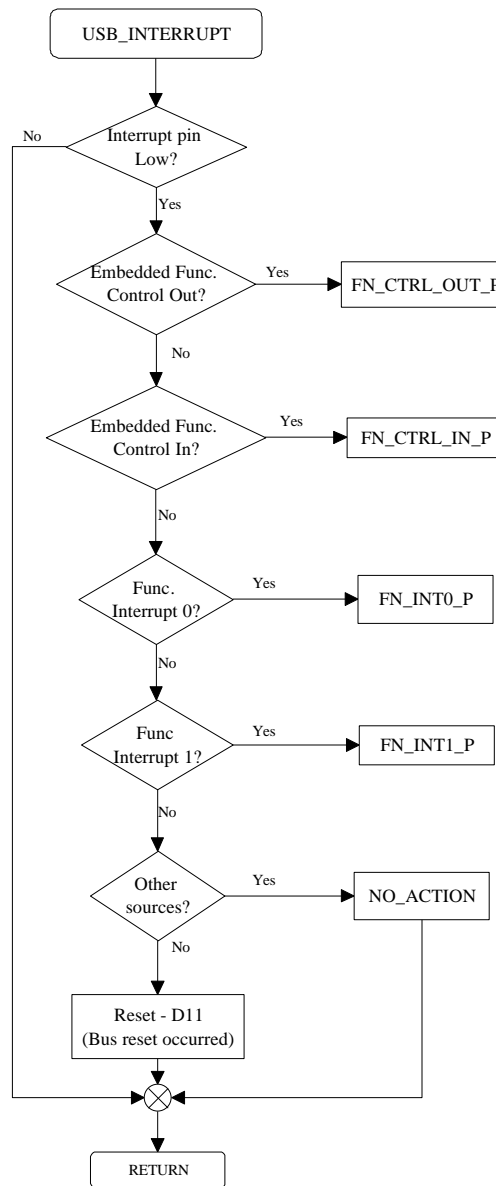 USB_INTERRUPT
No
Interrupt pin
Low?
Yes
Embedded Func.
Control Out?
Yes
FN_CTRL_OUT_P
No
Embedded Func.
Control In?
Yes
FN_CTRL_IN_P
No
Func.
Interrupt 0?
Yes
FN_INT0_P
No
Func
Interrupt 1?
Yes
FN_INT1_P
No
Other
sources?
Yes
NO_ACTION
No
Reset - D11
(Bus reset occurred)
RETURN